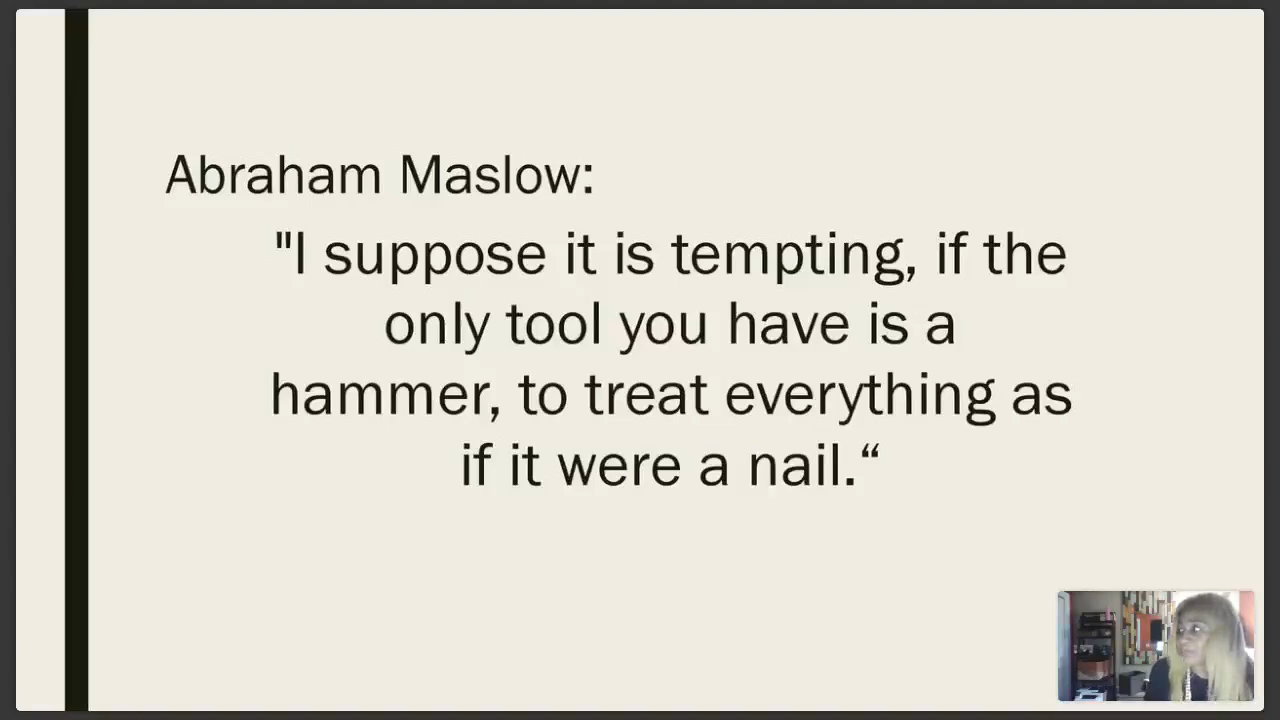 Abraham Maslow:
"I suppose it is tempting, if the
only tool you have is a
hammer, to treat everything as
if it were a nail.“